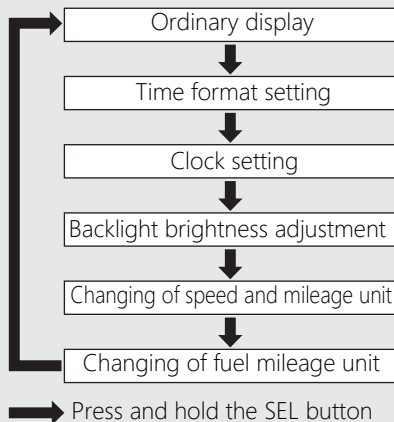 Ordinary display
Time format setting
Clock setting
Backlight brightness adjustment
Changing of speed and mileage unit
Changing of fuel mileage unit
Press and hold the SEL button